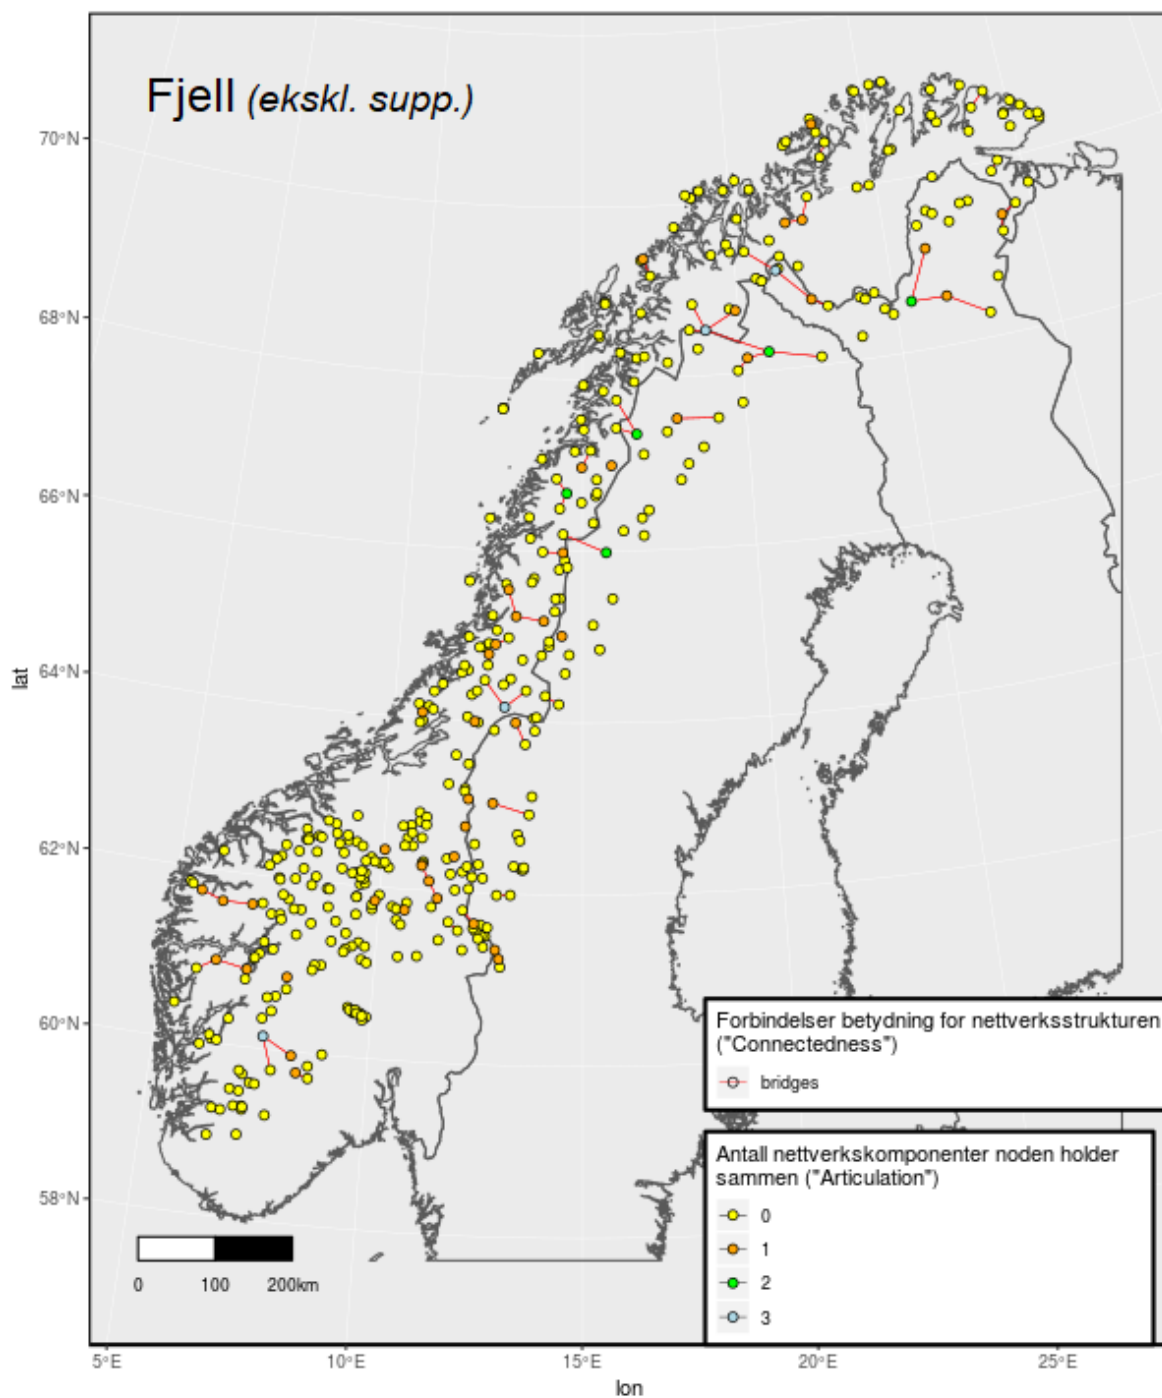 Fjell (ekskl. supp.)
70°N
68°N
66°N
64°N
62°N
60°N
58°N
lat
0 100 200km
Forbindelser betydning for nettverksstrukturen
("Connectedness")
bridges
Antall nettverkskomponenter noden holder
sammen ("Articulation")
0
1
2
3
5°E 10°E 15°E 20°E 25°E
lon